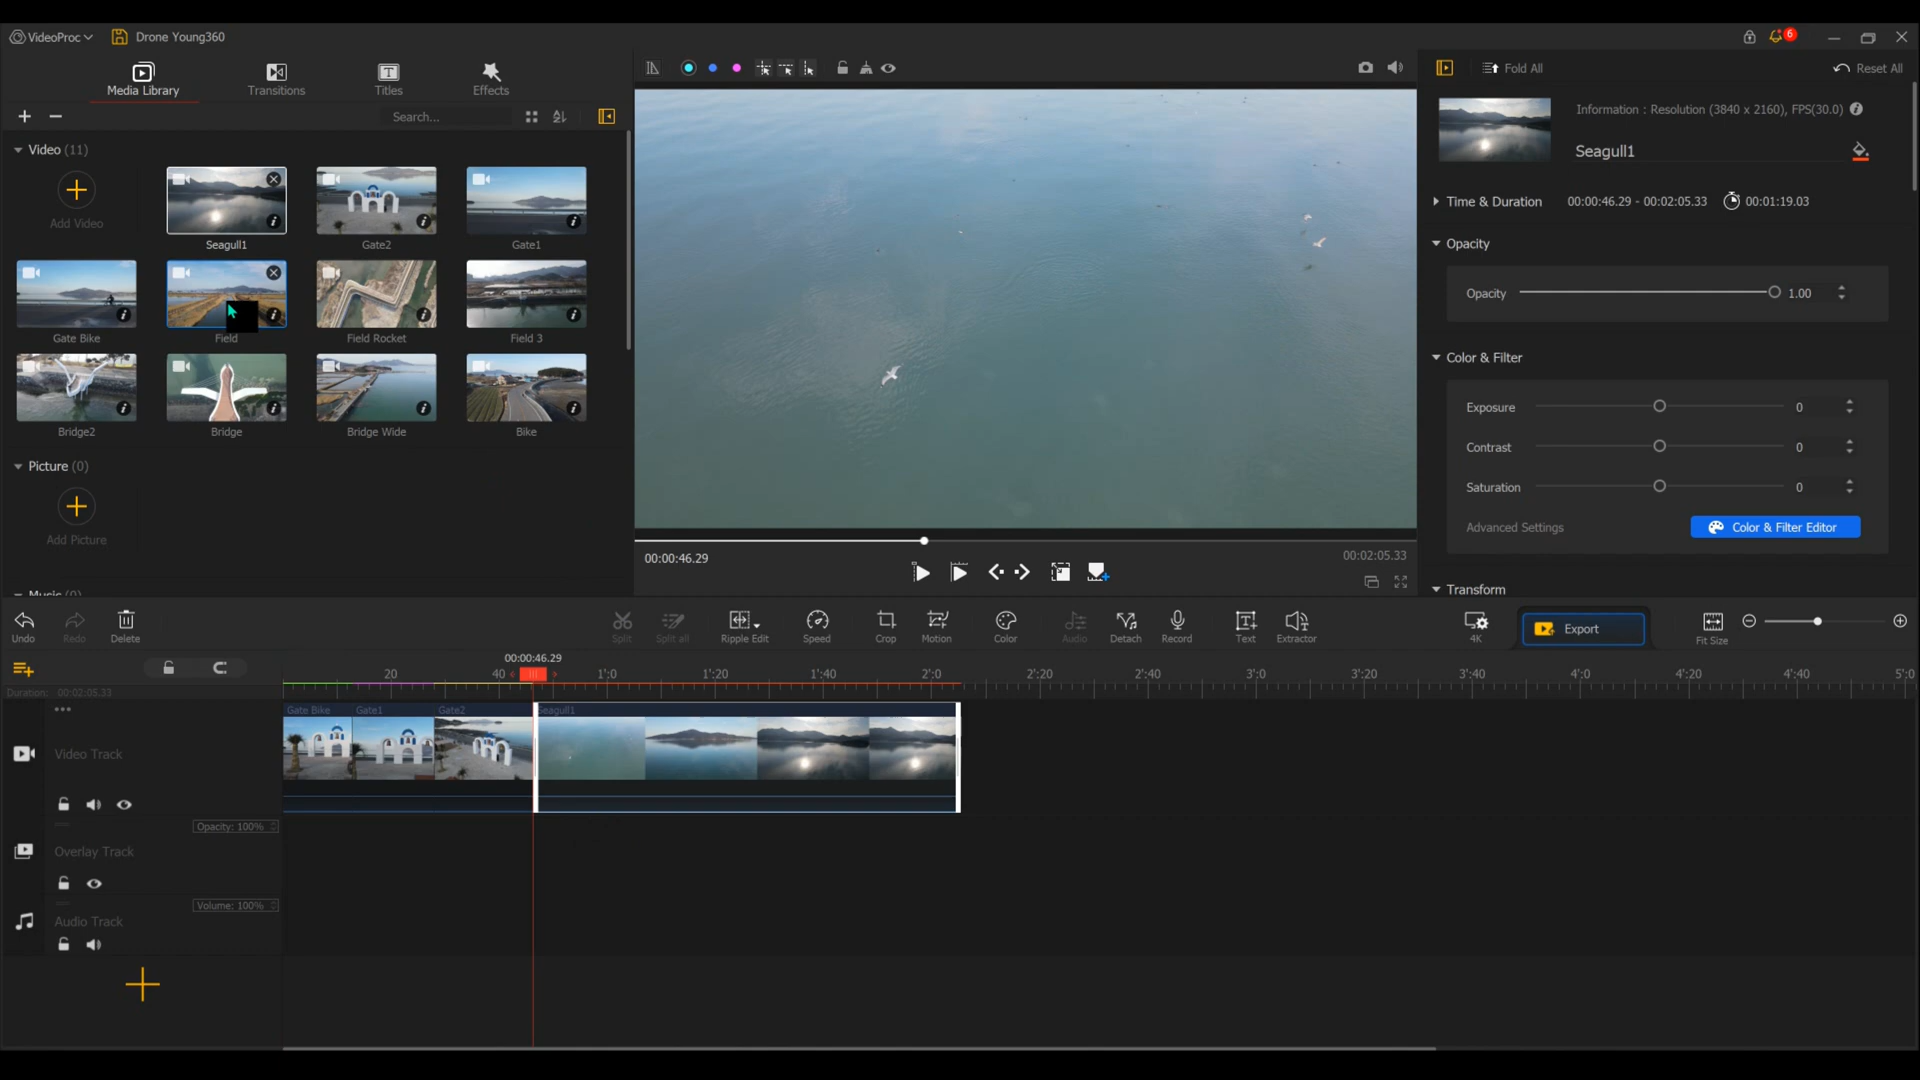 VideoProc
Drone Young360
6
Media Library
Transitions
Titles
Effects
Search...
Fold All
Reset All
Information : Resolution (3840 x 2160), FPS(30.0)
Seagull1
Time & Duration
00:00:46.29 - 00:02:05.33
00:01:19.03
Video (11)
Add Video
Seagull1
Gate2
Gate1
Gate Bike
Field
Field Rocket
Field 3
Bridge2
Bridge
Bridge Wide
Bike
Picture (0)
Add Picture
Music (0)
Opacity
Opacity
1.00
Color & Filter
Exposure
0
Contrast
0
Saturation
0
Advanced Settings
Color & Filter Editor
Transform
00:00:46.29
00:02:05.33
Undo
Redo
Delete
Split
Split all
Ripple Edit
Speed
Crop
Motion
Color
Audio
Detach
Record
Text
Extractor
4K
Export
Fit Size
00:00:46.29
20
40
1':0
1':20
1':40
2':0
2':20
3':0
3':20
3':40
4':0
4':20
4':40
5':0
Duration: 00:02:05.33
Gate Bike
Gate1
Gate2
Seagull1
Video Track
Opacity: 100%
Overlay Track
Volume: 100%
Audio Track